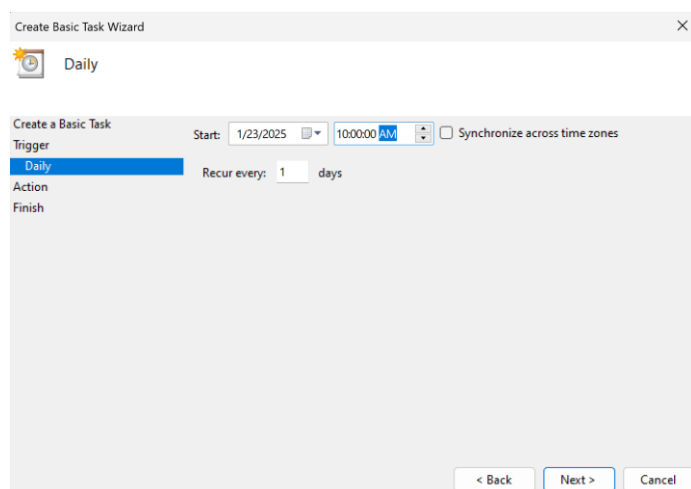 Create Basic Task Wizard
Daily
Create a Basic Task
Trigger
Daily
Action
Finish
Start: 1/23/2025 10:00:00 AM Synchronize across time zones
Recur every: 1 days
< Back Next > Cancel